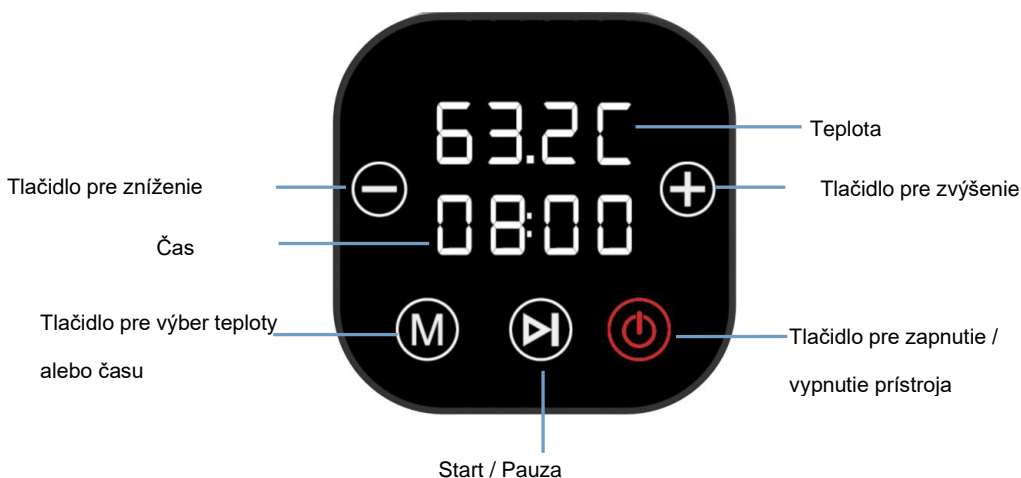 63.2C
Teplota
Tlačidlo pre zníženie
Tlačidlo pre zvýšenie
08:00
Čas
M
Tlačidlo pre výber teploty
alebo času
Tlačidlo pre zapnutie /
vypnutie prístroja
Start / Pauza